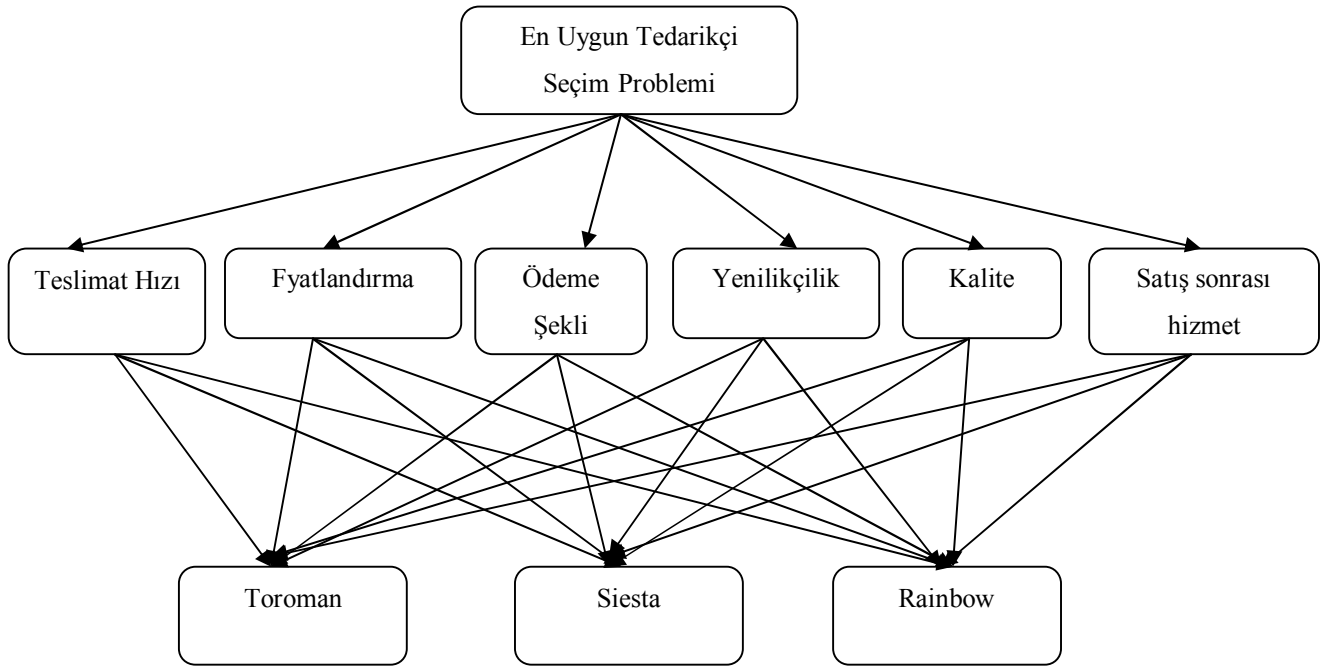 En Uygun Tedarikçi
Seçim Problemi
Teslimat Hızı
Fyatlandırma
Ödeme
Şekli
Yenilikçilik
Kalite
Satış sonrası
hizmet
Toroman
Siesta
Rainbow